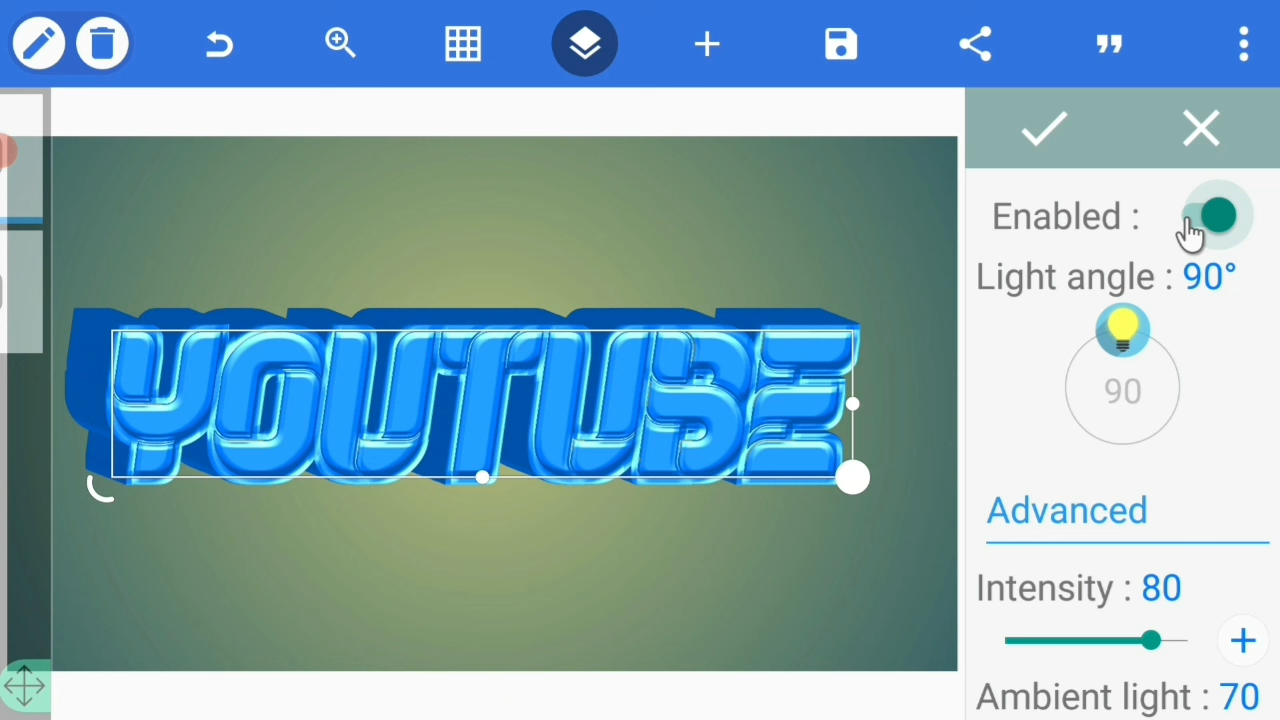 Enabled :
Light angle : 90°
90
YOUTUBE
Advanced
Intensity : 80
Ambient light : 70